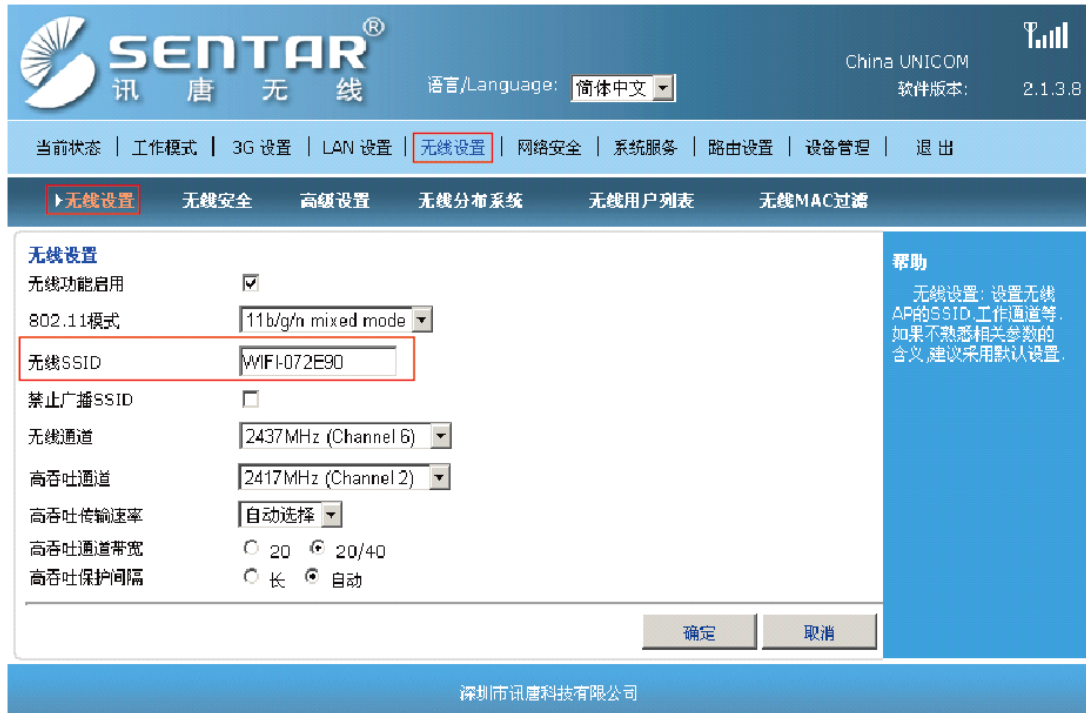 SENTAR®
讯唐无线
语言/Language: 简体中文
China UNICOM
软件版本: 2.1.3.8
当前状态 | 工作模式 | 3G 设置 | LAN 设置 | 无线设置 | 网络安全 | 系统服务 | 路由设置 | 设备管理 | 退 出
无线设置 无线安全 高级设置 无线分布系统 无线用户列表 无线MAC过滤
无线设置
无线功能启用
802.11模式 11b/g/n mixed mode
无线SSID WIFI-072E90
禁止广播SSID
无线通道 2437MHz (Channel 6)
高吞吐通道 2417MHz (Channel 2)
高吞吐传输速率 自动选择
高吞吐通道带宽 20 20/40
高吞吐保护间隔 长 自动
确定 取消
帮助
无线设置: 设置无线
AP的SSID,工作通道等.
如果不熟悉相关参数的
含义,建议采用默认设置.
深圳市讯唐科技有限公司